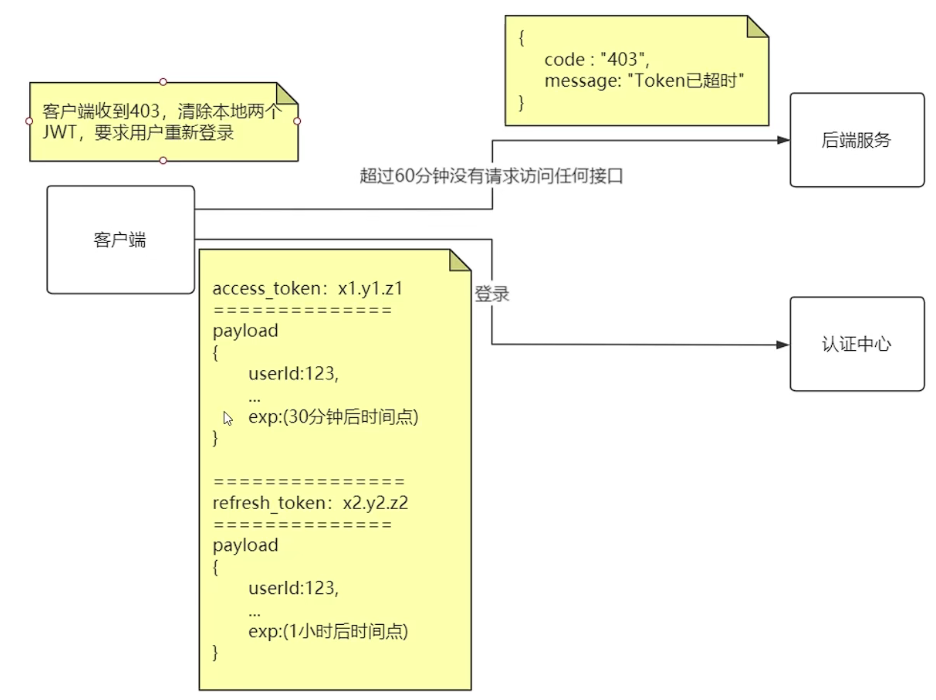 {
code : "403",
message: "Token已超时"
}
客户端收到403，清除本地两个
JWT，要求用户重新登录
后端服务
超过60分钟没有请求访问任何接口
客户端
登录
认证中心
access_token：x1.y1.z1
==============
payload
{
userId:123,
...
exp:(30分钟后时间点)
}
===============
refresh_token：x2.y2.z2
==============
payload
{
userId:123,
...
exp:(1小时后时间点)
}